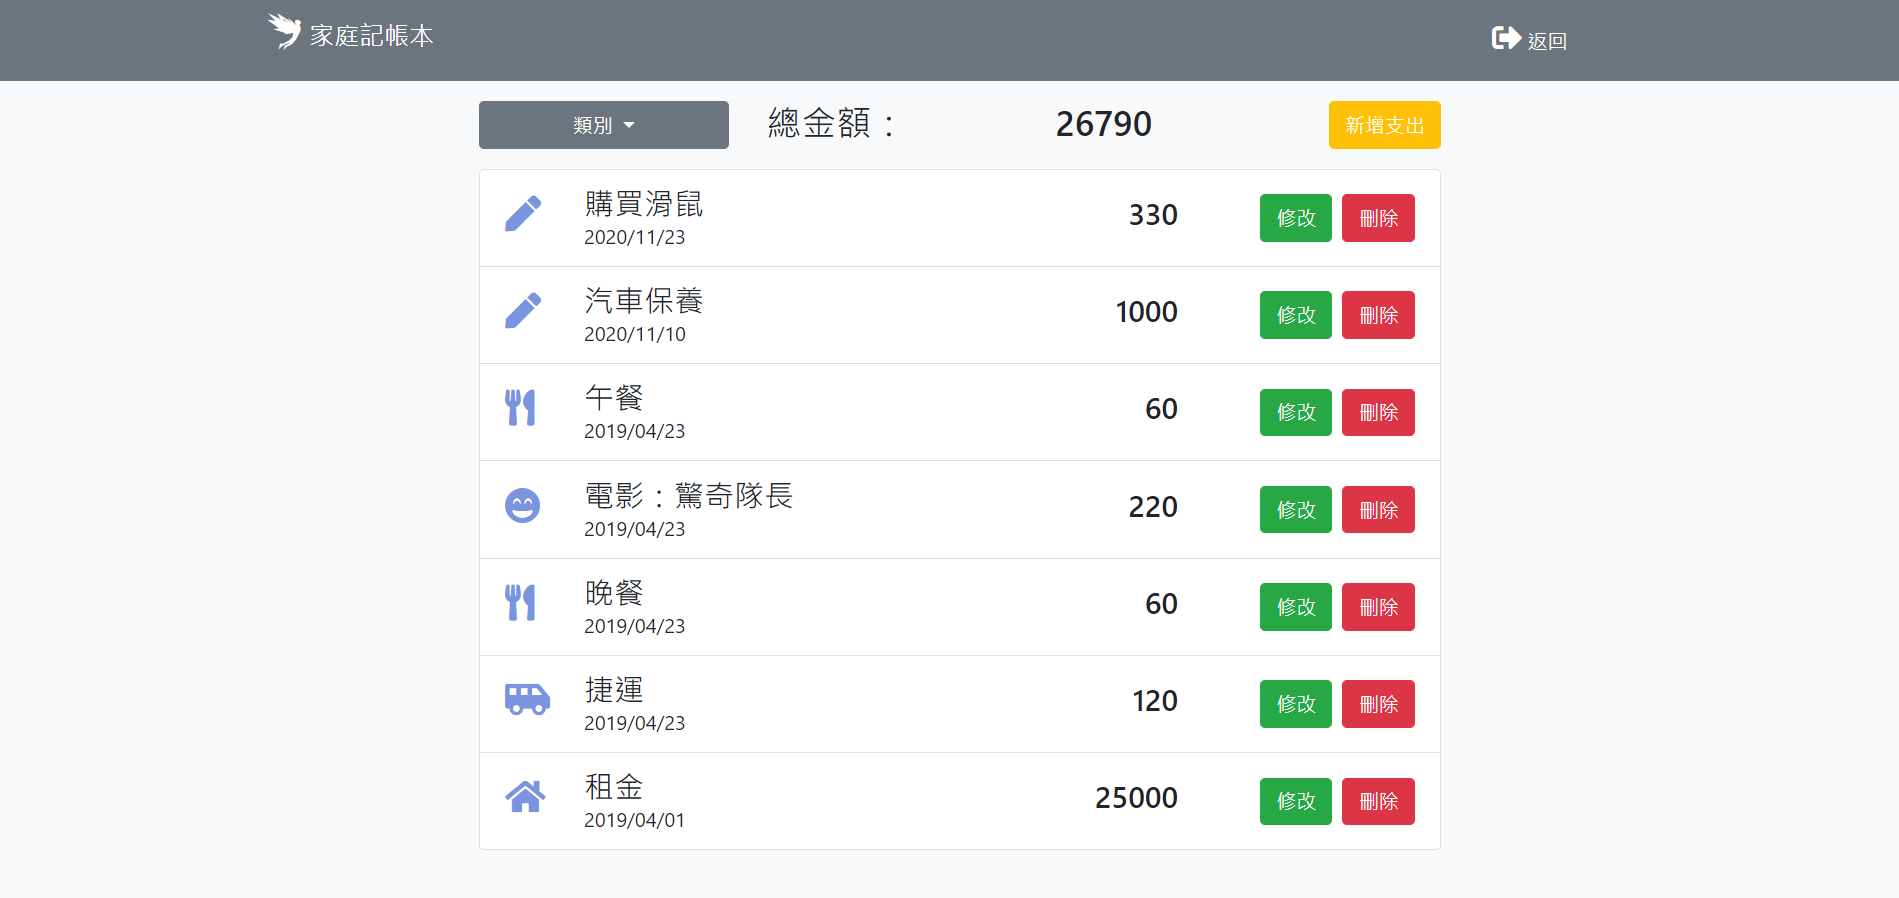 家庭記帳本
返回
類別
總金額：
26790
新增支出
購買滑鼠
2020/11/23
330
修改
刪除
汽車保養
2020/11/10
1000
修改
刪除
午餐
2019/04/23
60
修改
刪除
電影：驚奇隊長
2019/04/23
220
修改
刪除
晚餐
2019/04/23
60
修改
刪除
捷運
2019/04/23
120
修改
刪除
租金
2019/04/01
25000
修改
刪除